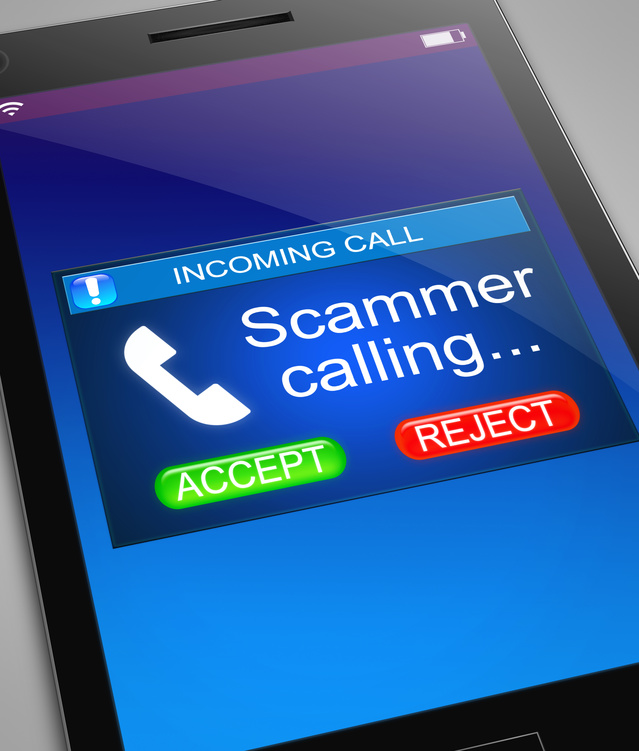 INCOMING CALL
Scammer
calling...
ACCEPT
REJECT